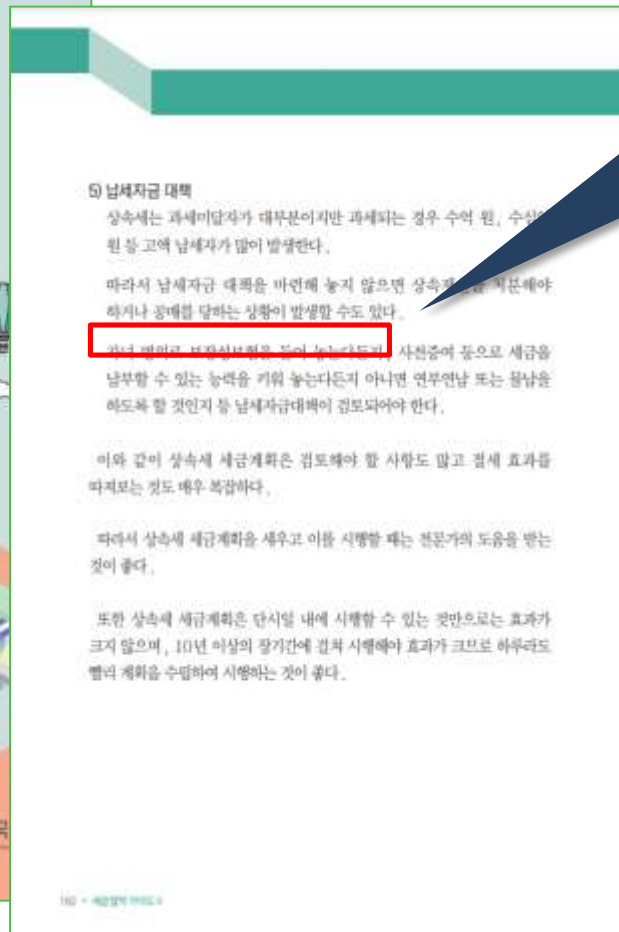 5) 납세자금 대책
상속세는 과세미달자가 대부분이지만 과세되는 경우 수억 원, 수십억
원 등 고액 납세자가 많이 발생한다.
따라서 납세자금 대책을 마련해 놓지 않으면 상속재산을 처분해야
하거나 공매를 당하는 상황이 발생할 수도 있다.
자녀 명의로 보장성보험을 들어 놓는다든지, 사전증여 등으로 세금을
납부할 수 있는 능력을 키워 놓는다든지 아니면 연부연납 또는 물납을
하도록 할 것인지 등 납세자금대책이 검토되어야 한다.
이와 같이 상속세 세금계획은 검토해야 할 사항도 많고 절세 효과를
따져보는 것도 매우 복잡하다.
따라서 상속세 세금계획을 세우고 이를 시행할 때는 전문가의 도움을 받는
것이 좋다.
또한 상속세 세금계획은 단시일 내에 시행할 수 있는 것만으로는 효과가
크지 않으며, 10년 이상의 장기간에 걸쳐 시행해야 효과가 크므로 하루라도
빨리 계획을 수립하여 시행하는 것이 좋다.